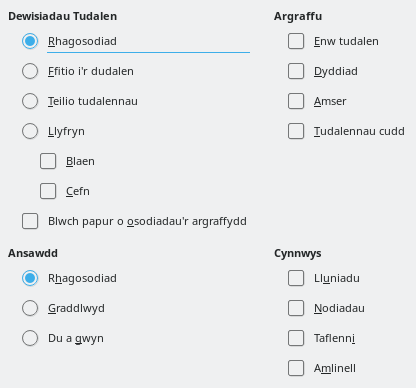 Dewisiadau Tudalen
Rhagosodiad
Ffitio i'r dudalen
Teilio tudalennau
Llyfryn
Blaen
Cefn
Blwch papur o osodiadau'r argraffydd
Argraffu
Enw tudalen
Dyddiad
Amser
Tudalennau cudd
Ansawdd
Rhagosodiad
Graddlwyd
Du a gwyn
Cynnwys
Lluniadu
Nodiadau
Taflenni
Amlinell